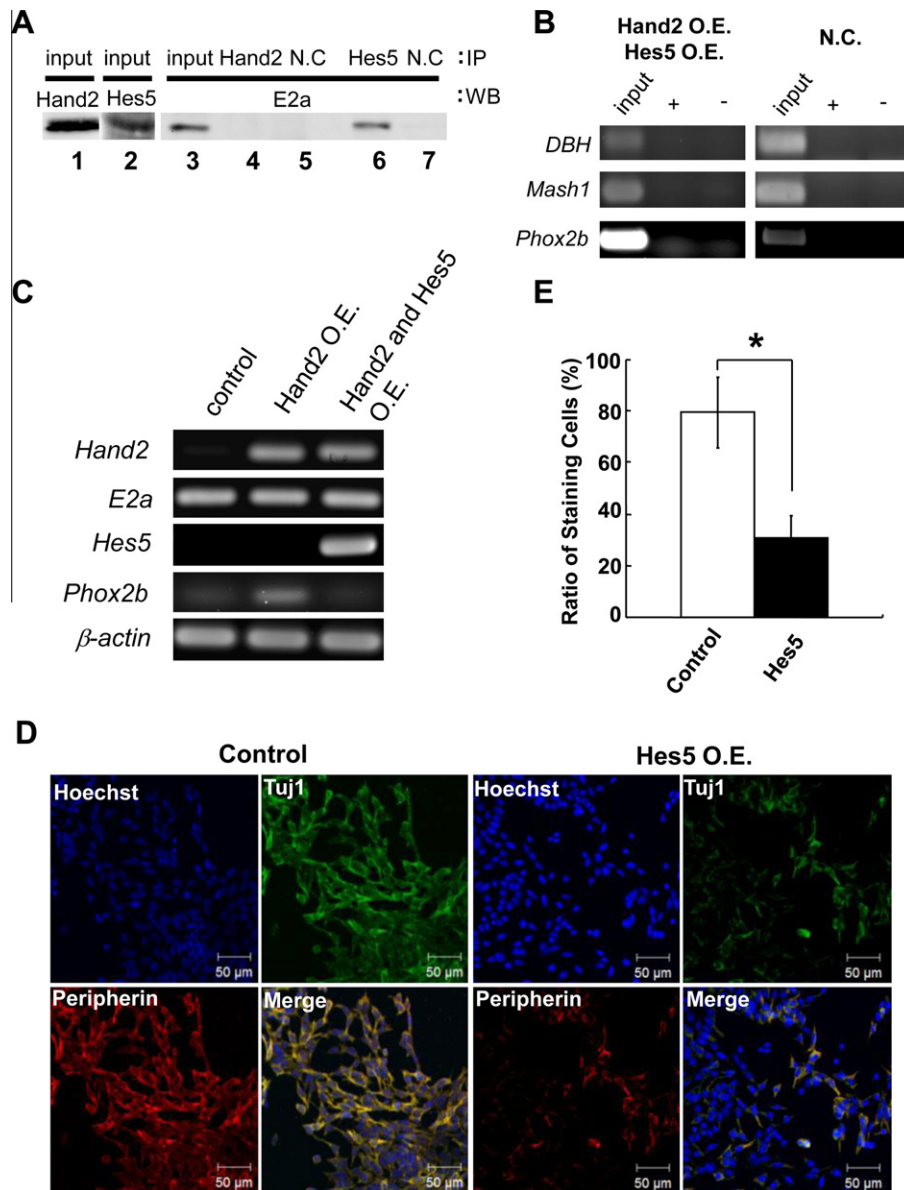 A
input input input Hand2 N.C Hes5 N.C :IP
Hand2 Hes5 E2a :WB
1 2 3 4 5 6 7
B
Hand2 O.E.
Hes5 O.E.
N.C.
input + - input + -
DBH
Mash1
Phox2b
C
control
Hand2 O.E.
Hand2 and Hes5
O.E.
Hand2
E2a
Hes5
Phox2b
β-actin
E
Ratio of Staining Cells (%)
100
80
60
40
20
0
*
Control
Hes5
D
Control Hes5 O.E.
Hoechst Tuj1 Hoechst Tuj1
50 µm 50 µm 50 µm 50 µm
Peripherin Merge Peripherin Merge
50 µm 50 µm 50 µm 50 µm